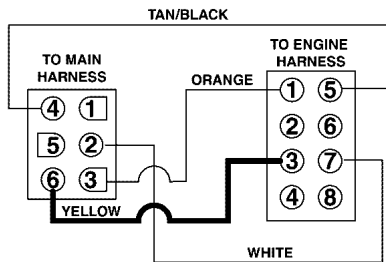 TAN/BLACK
TO MAIN
HARNESS
TO ENGINE
HARNESS
ORANGE
4 1
5 2
6 3
1 5
2 6
3 7
4 8
YELLOW
WHITE